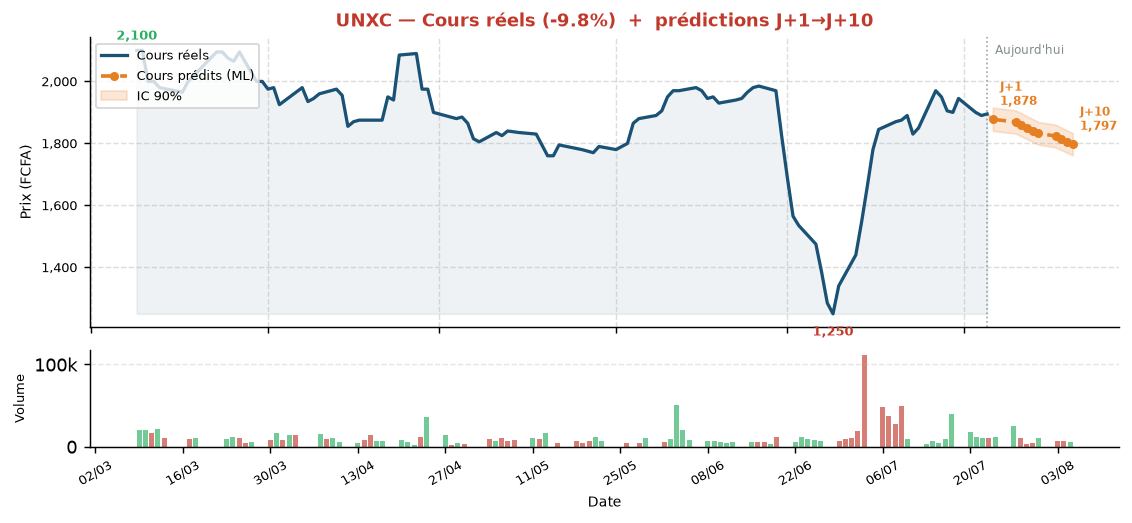 UNXC — Cours réels (-9.8%)  +  prédictions J+1→J+10
2,100
Cours réels
Cours prédits (ML)
IC 90%
Aujourd'hui
J+1
1,878
J+10
1,797
Prix (FCFA)
2,000
1,800
1,600
1,400
1,250
Volume
100k
0
02/03
16/03
30/03
13/04
27/04
11/05
25/05
08/06
22/06
06/07
20/07
03/08
Date